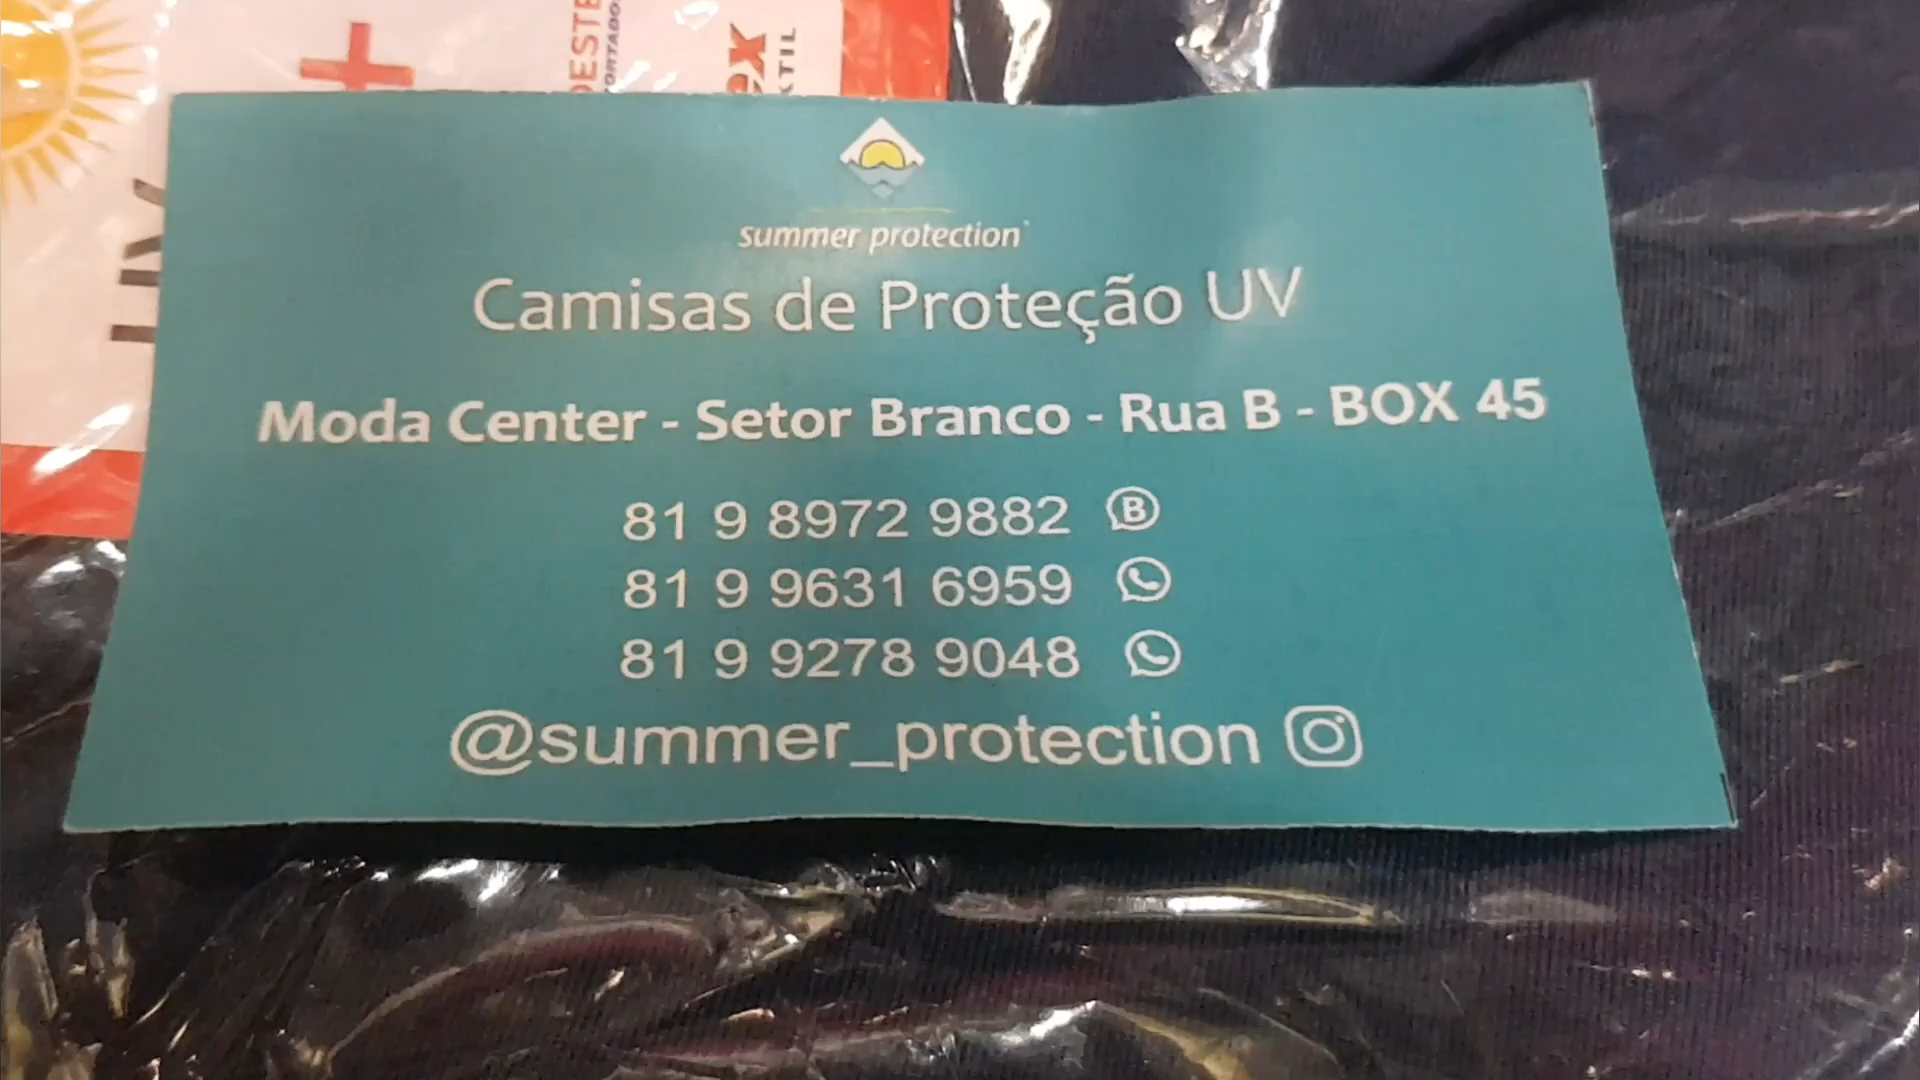 summer protection
Camisas de Proteção UV
Moda Center - Setor Branco - Rua B - BOX 45
81 9 8972 9882
81 9 9631 6959
81 9 9278 9048
@summer_protection